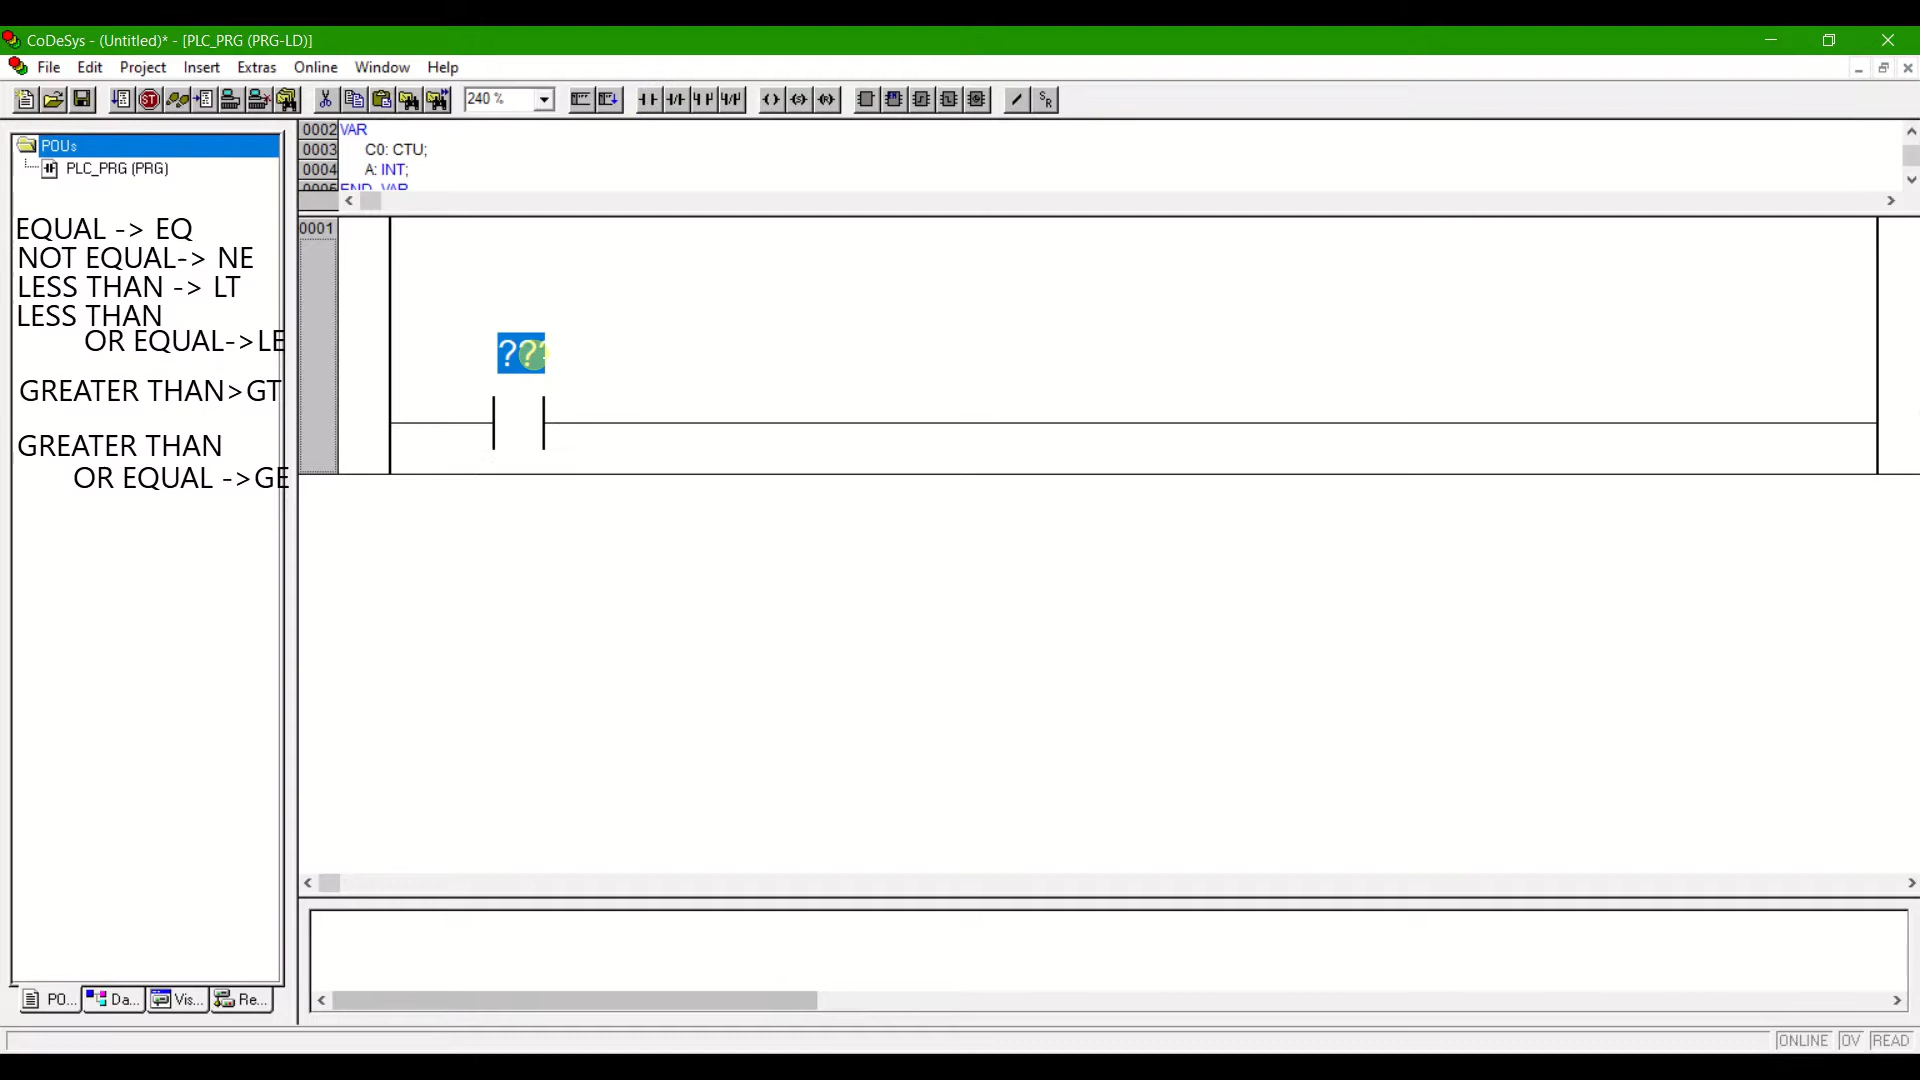 CoDeSys - (Untitled)* - [PLC_PRG (PRG-LD)]
File Edit Project Insert Extras Online Window Help
240 %
POUs
PLC_PRG (PRG)
EQUAL -> EQ
NOT EQUAL-> NE
LESS THAN -> LT
LESS THAN
OR EQUAL->LE
GREATER THAN>GT
GREATER THAN
OR EQUAL ->GE
0002 VAR
0003 C0: CTU;
0004 A: INT;
0005 END_VAR
0001
???
PO... Da... Vis... Re...
ONLINE OV READ